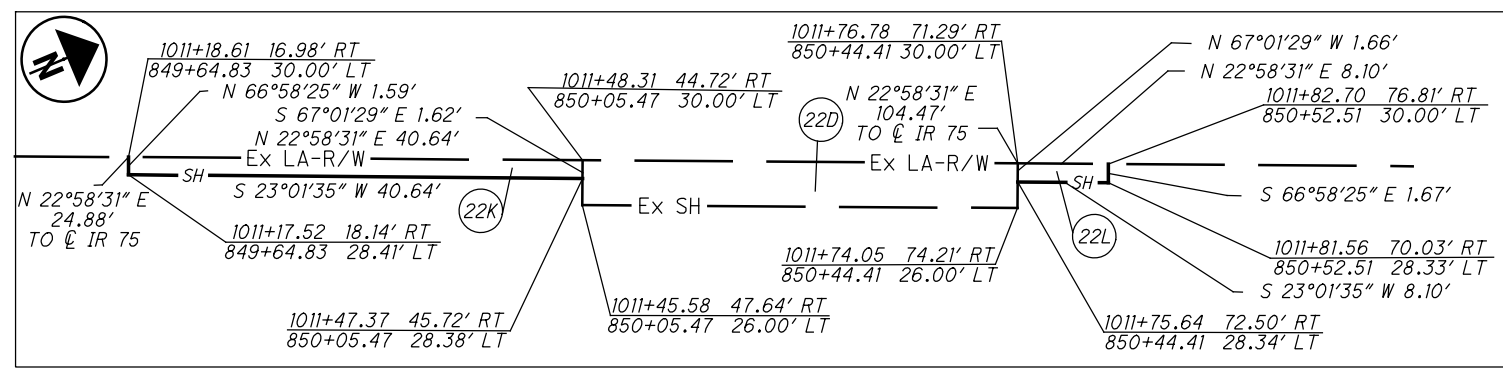 N
1011+18.61 16.98' RT
849+64.83 30.00' LT
N 66°58'25" W 1.59'
S 67°01'29" E 1.62'
N 22°58'31" E 40.64'
Ex LA-R/W
SH
S 23°01'35" W 40.64'
N 22°58'31" E
24.88'
TO ℄ IR 75
1011+17.52 18.14' RT
849+64.83 28.41' LT
22K
1011+48.31 44.72' RT
850+05.47 30.00' LT
Ex SH
1011+47.37 45.72' RT
850+05.47 28.38' LT
1011+45.58 47.64' RT
850+05.47 26.00' LT
1011+76.78 71.29' RT
850+44.41 30.00' LT
22D
N 22°58'31" E
104.47'
TO ℄ IR 75
Ex LA-R/W
1011+74.05 74.21' RT
850+44.41 26.00' LT
N 67°01'29" W 1.66'
N 22°58'31" E 8.10'
1011+82.70 76.81' RT
850+52.51 30.00' LT
SH
22L
S 66°58'25" E 1.67'
1011+81.56 70.03' RT
850+52.51 28.33' LT
S 23°01'35" W 8.10'
1011+75.64 72.50' RT
850+44.41 28.34' LT